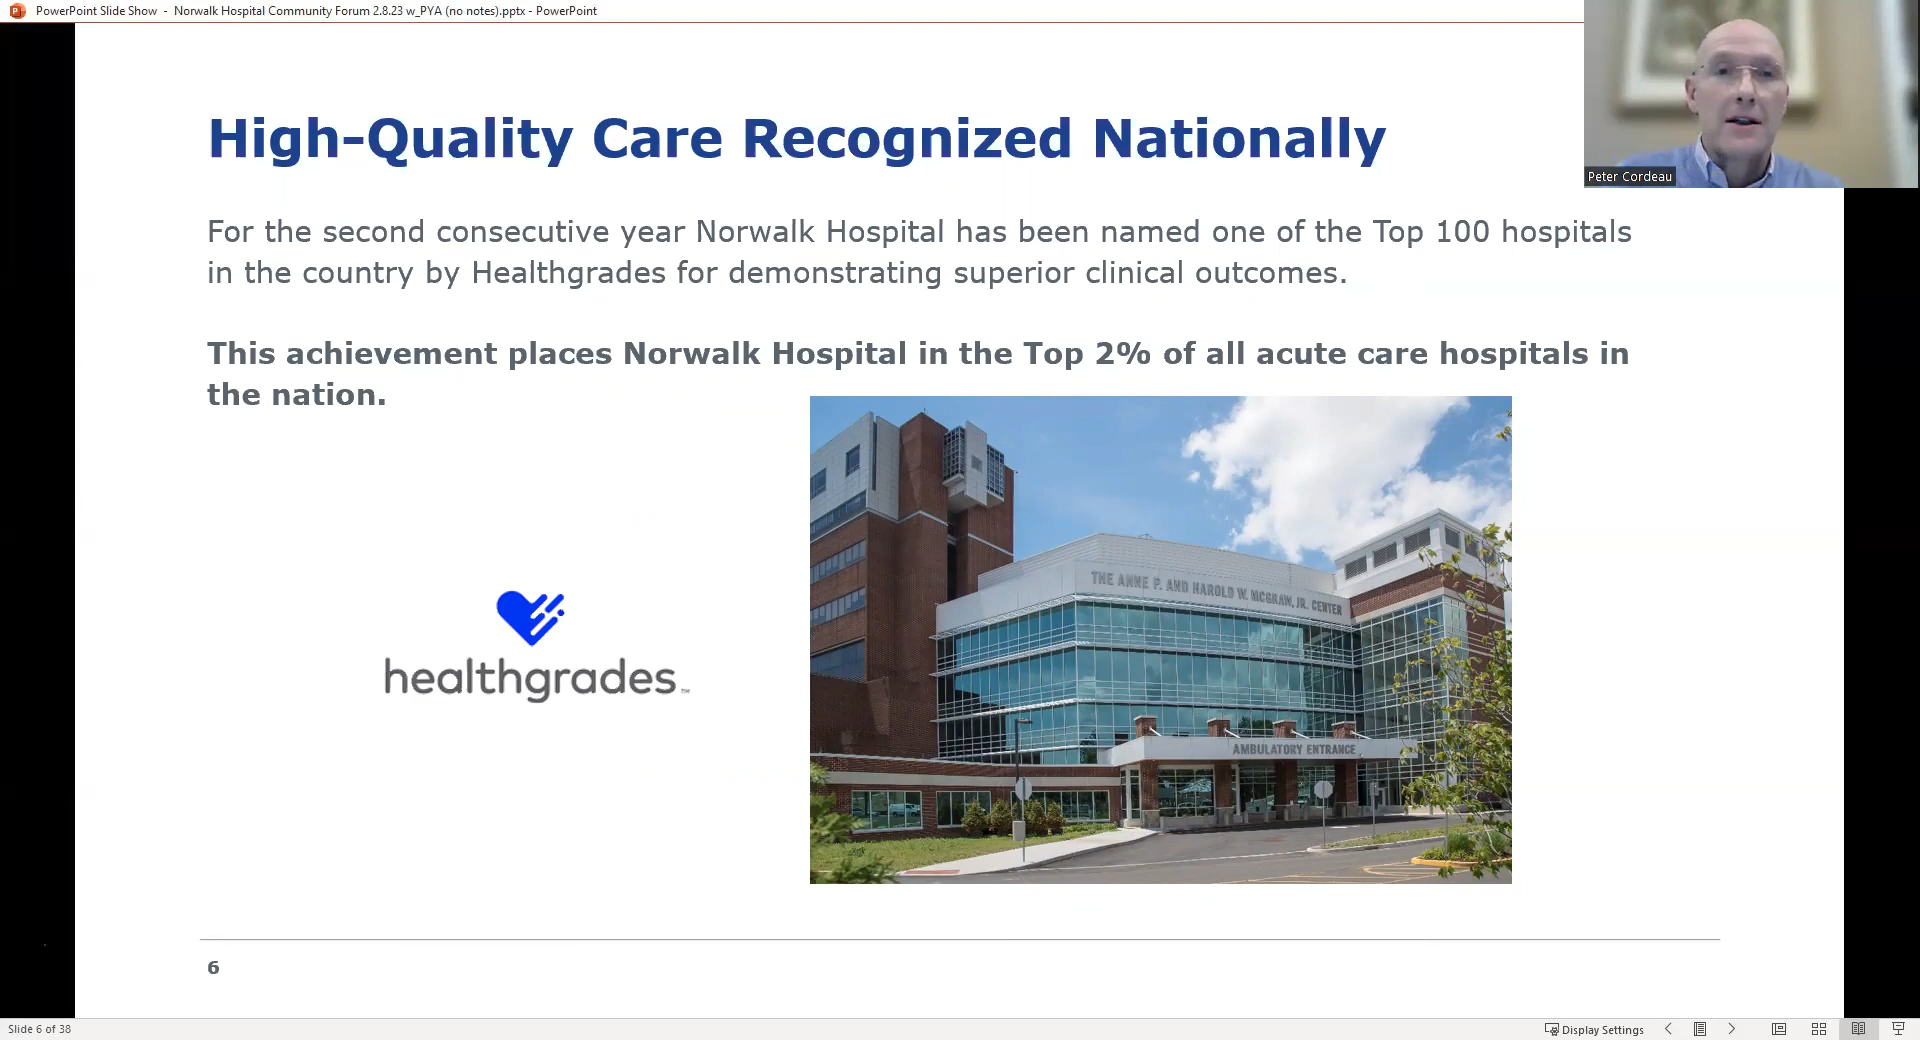 PowerPoint Slide Show - Norwalk Hospital Community Forum 2.8.23 w_PYA (no notes).pptx - PowerPoint
Peter Cordeau
High-Quality Care Recognized Nationally
For the second consecutive year Norwalk Hospital has been named one of the Top 100 hospitals
in the country by Healthgrades for demonstrating superior clinical outcomes.
This achievement places Norwalk Hospital in the Top 2% of all acute care hospitals in
the nation.
healthgrades™
THE ANNE P. AND HAROLD W. MCGRAW, JR. CENTER
AMBULATORY ENTRANCE
6
Slide 6 of 38
Display Settings